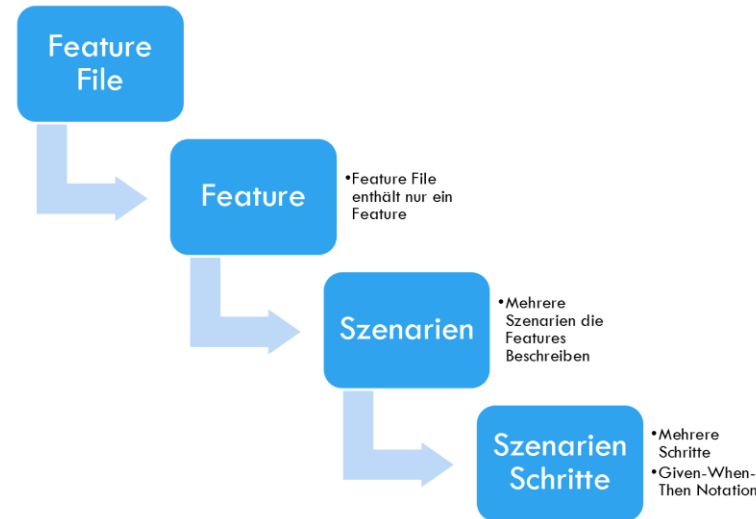 Feature
File
Feature
•Feature File
enthält nur ein
Feature
Szenarien
•Mehrere
Szenarien die
Features
Beschreiben
Szenarien
Schritte
•Mehrere
Schritte
•Given-When-
Then Notation